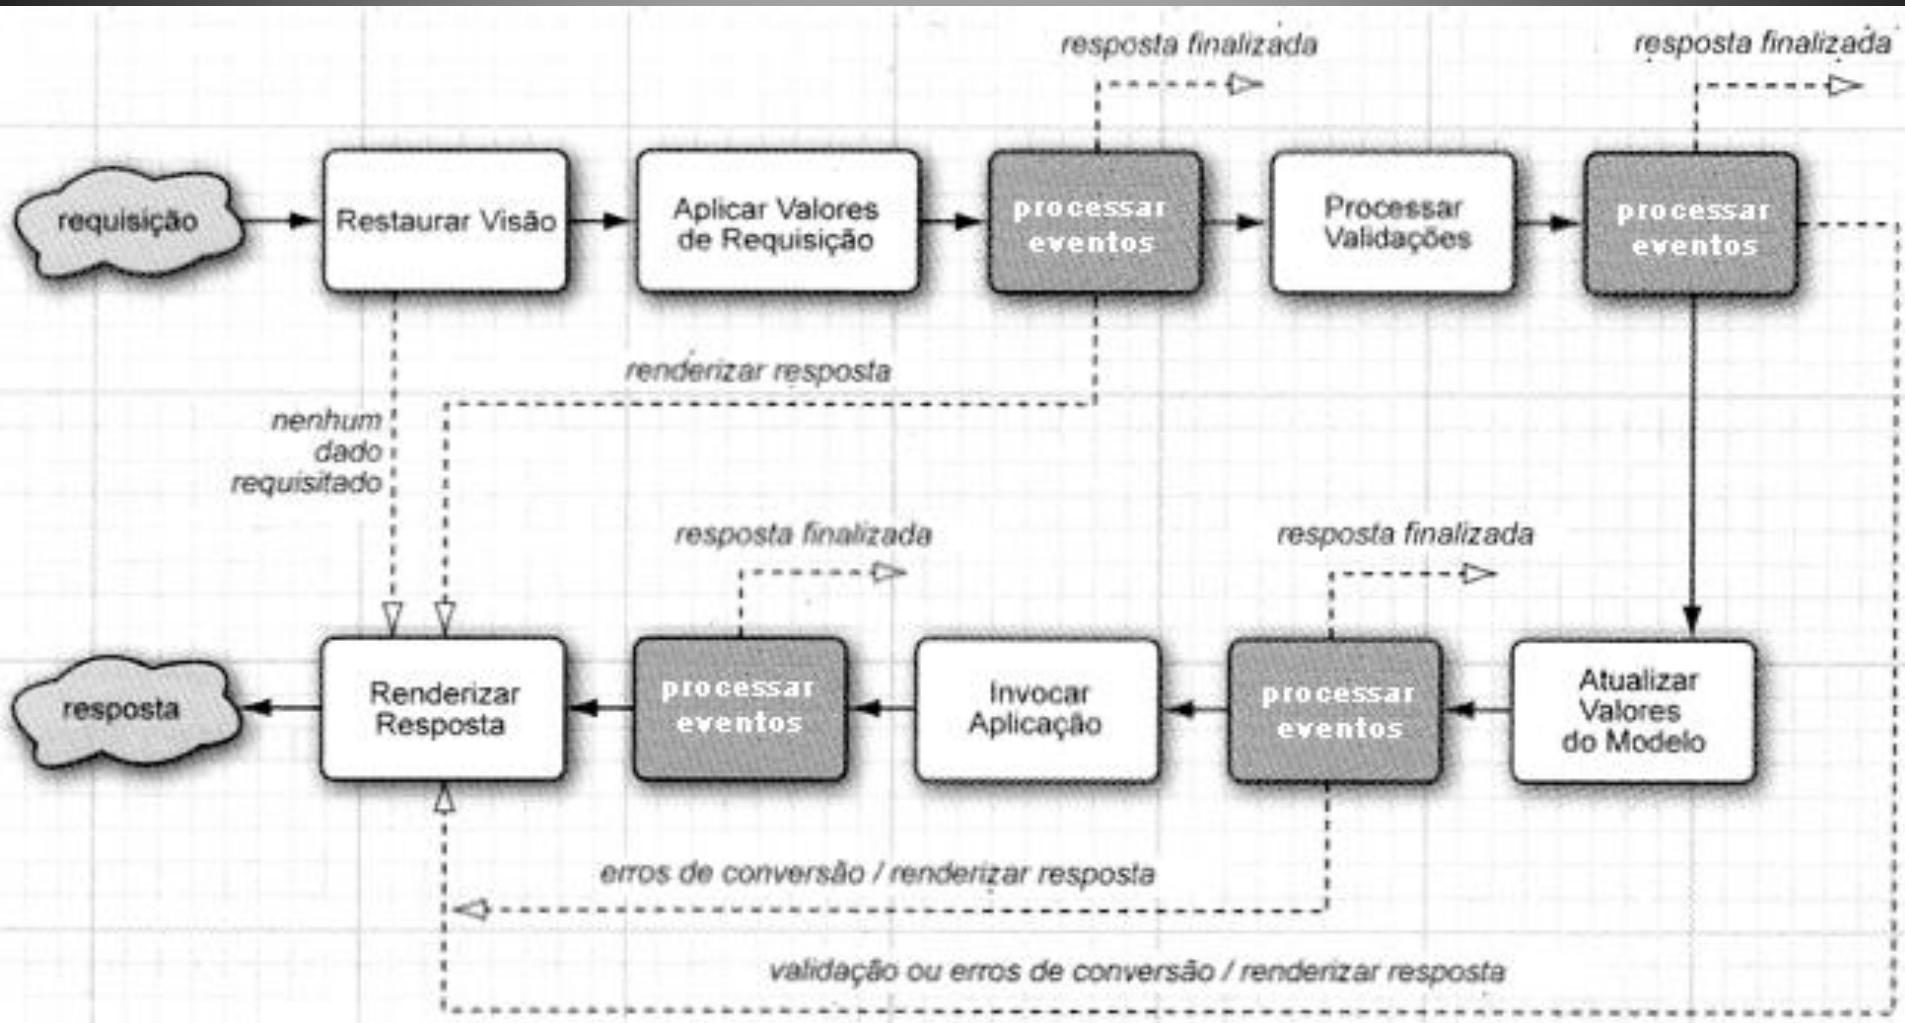 resposta finalizada
resposta finalizada
requisição
Restaurar Visão
Aplicar Valores
de Requisição
processar
eventos
Processar
Validações
processar
eventos
renderizar resposta
nenhum
dado
requisitado
resposta finalizada
resposta finalizada
resposta
Renderizar
Resposta
processar
eventos
Invocar
Aplicação
processar
eventos
Atualizar
Valores
do Modelo
erros de conversão / renderizar resposta
validação ou erros de conversão / renderizar resposta